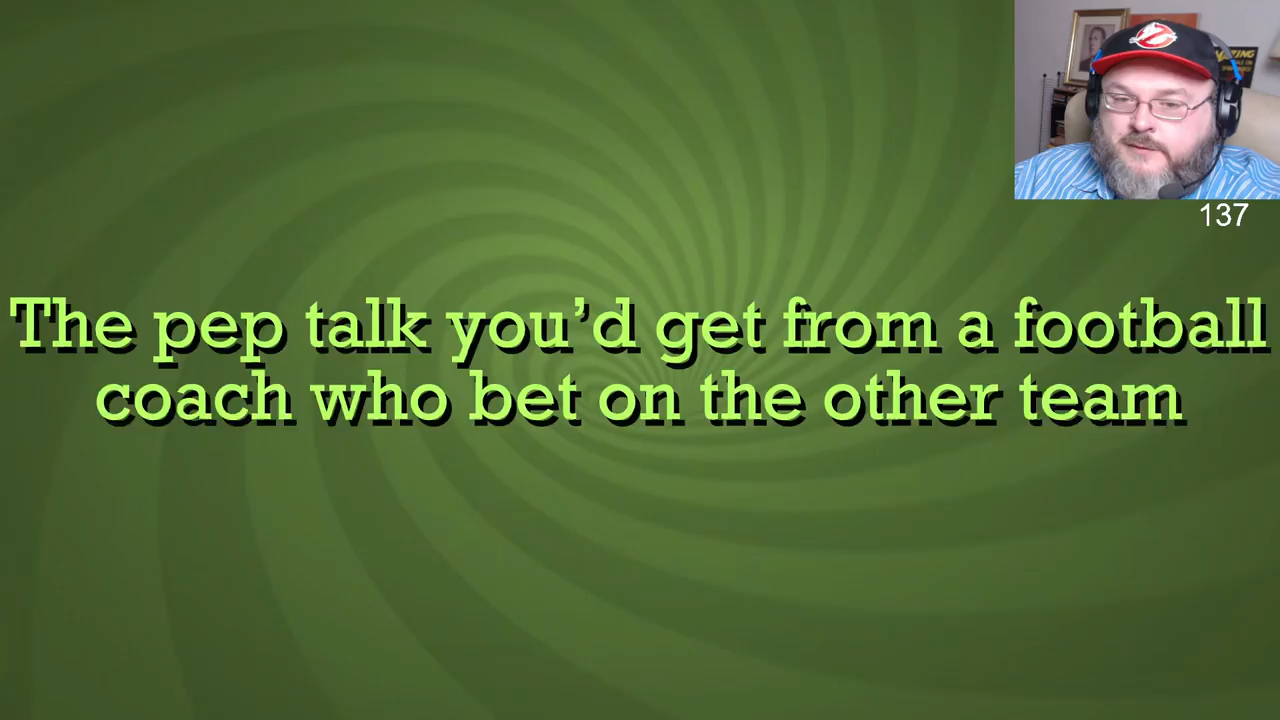 137
The pep talk you’d get from a football
coach who bet on the other team